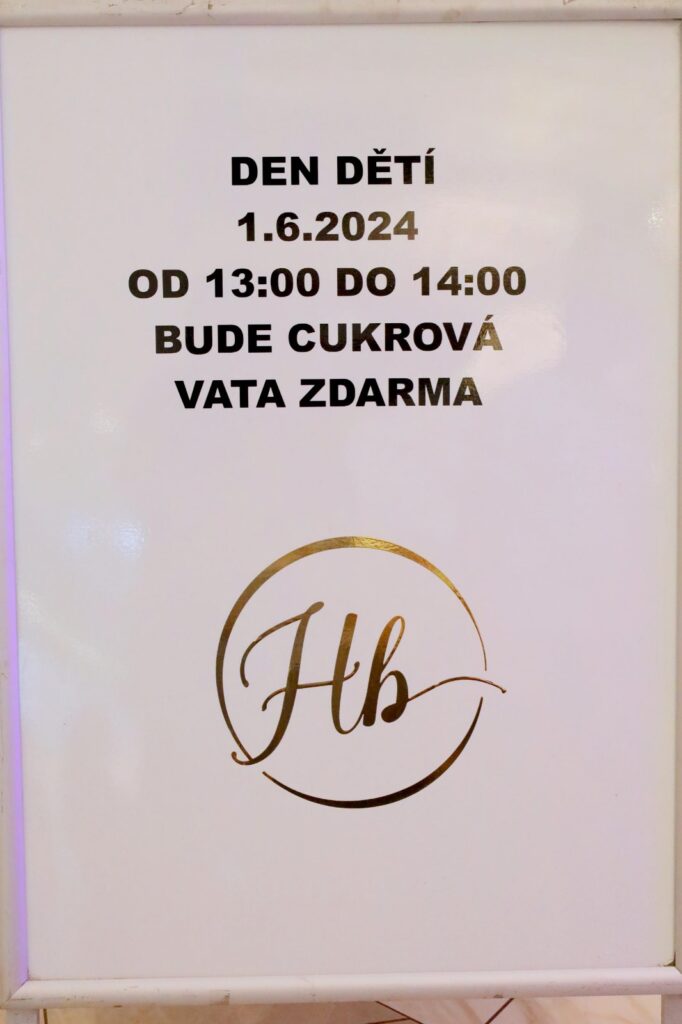 DEN DĚTÍ
1.6.2024
OD 13:00 DO 14:00
BUDE CUKROVÁ
VATA ZDARMA
Hb